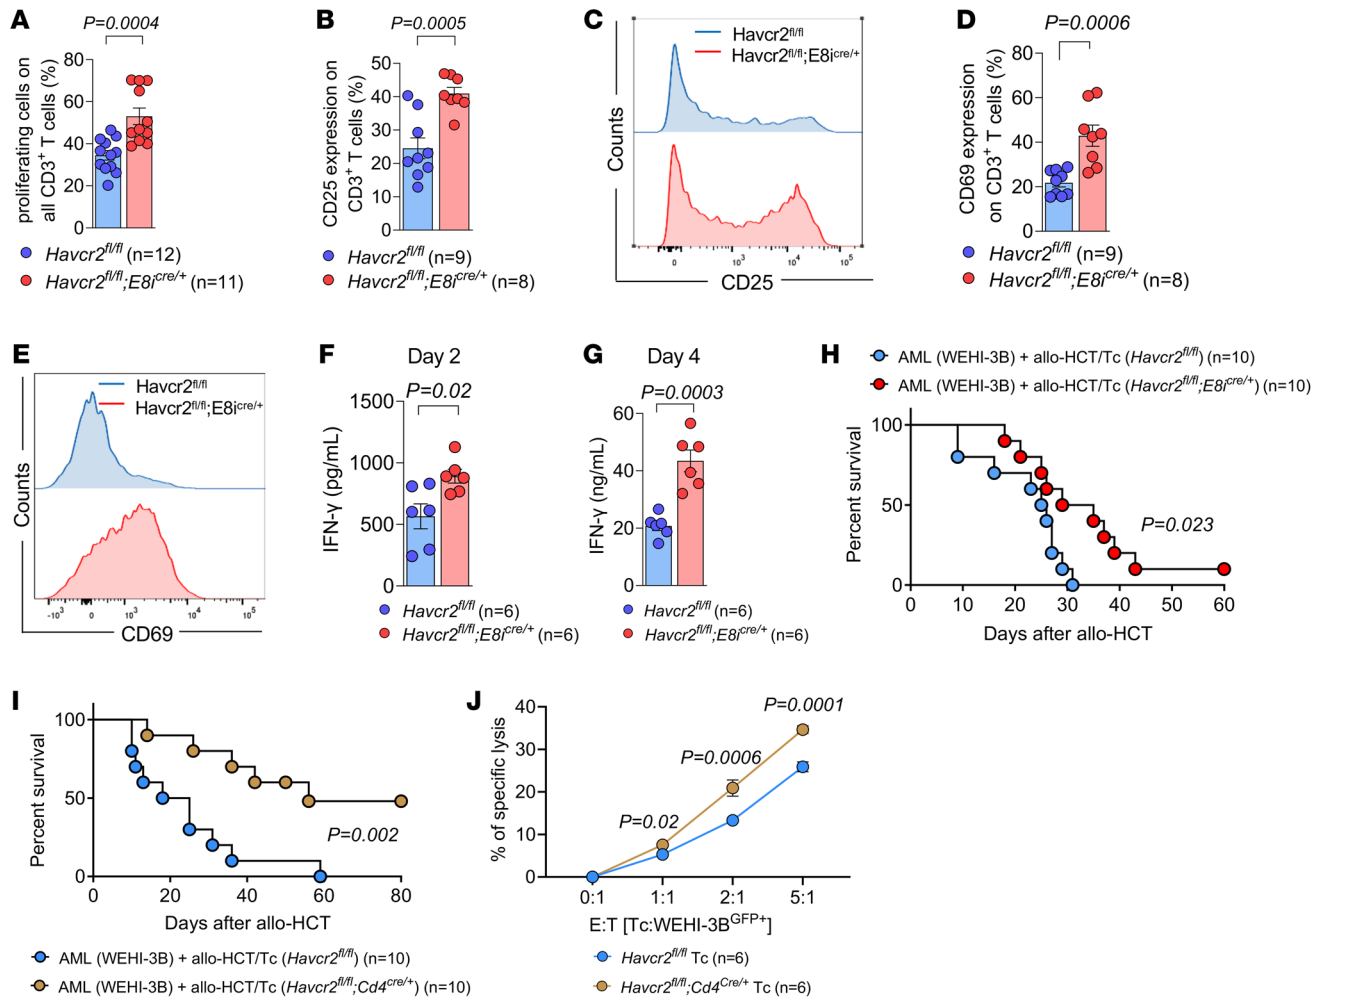 A
P=0.0004
proliferating cells on
all CD3+ T cells (%)
80
60
40
20
0
Havcr2fl/fl (n=12)
Havcr2fl/fl;E8icre/+ (n=11)
B
P=0.0005
CD25 expression on
CD3+ T cells (%)
50
40
30
20
10
0
Havcr2fl/fl (n=9)
Havcr2fl/fl;E8icre/+ (n=8)
C
Havcr2fl/fl
Havcr2fl/fl;E8icre/+
Counts
0 10³ 10⁴ 10⁵
CD25
D
P=0.0006
CD69 expression
on CD3+ T cells (%)
80
60
40
20
0
Havcr2fl/fl (n=9)
Havcr2fl/fl;E8icre/+ (n=8)
E
Havcr2fl/fl
Havcr2fl/fl;E8icre/+
Counts
-10³ 0 10³ 10⁴ 10⁵
CD69
F
Day 2
P=0.02
IFN-γ (pg/mL)
1500
1000
500
0
Havcr2fl/fl (n=6)
Havcr2fl/fl;E8icre/+ (n=6)
G
Day 4
P=0.0003
IFN-γ (ng/mL)
60
40
20
0
Havcr2fl/fl (n=6)
Havcr2fl/fl;E8icre/+ (n=6)
H
AML (WEHI-3B) + allo-HCT/Tc (Havcr2fl/fl) (n=10)
AML (WEHI-3B) + allo-HCT/Tc (Havcr2fl/fl;E8icre/+) (n=10)
Percent survival
100
50
0
P=0.023
0 10 20 30 40 50 60
Days after allo-HCT
I
Percent survival
100
50
0
P=0.002
0 20 40 60 80
Days after allo-HCT
AML (WEHI-3B) + allo-HCT/Tc (Havcr2fl/fl) (n=10)
AML (WEHI-3B) + allo-HCT/Tc (Havcr2fl/fl;Cd4cre/+) (n=10)
J
% of specific lysis
40
30
20
10
0
P=0.02
P=0.0006
P=0.0001
0:1 1:1 2:1 5:1
E:T [Tc:WEHI-3BGFP+]
Havcr2fl/fl Tc (n=6)
Havcr2fl/fl;Cd4Cre/+ Tc (n=6)